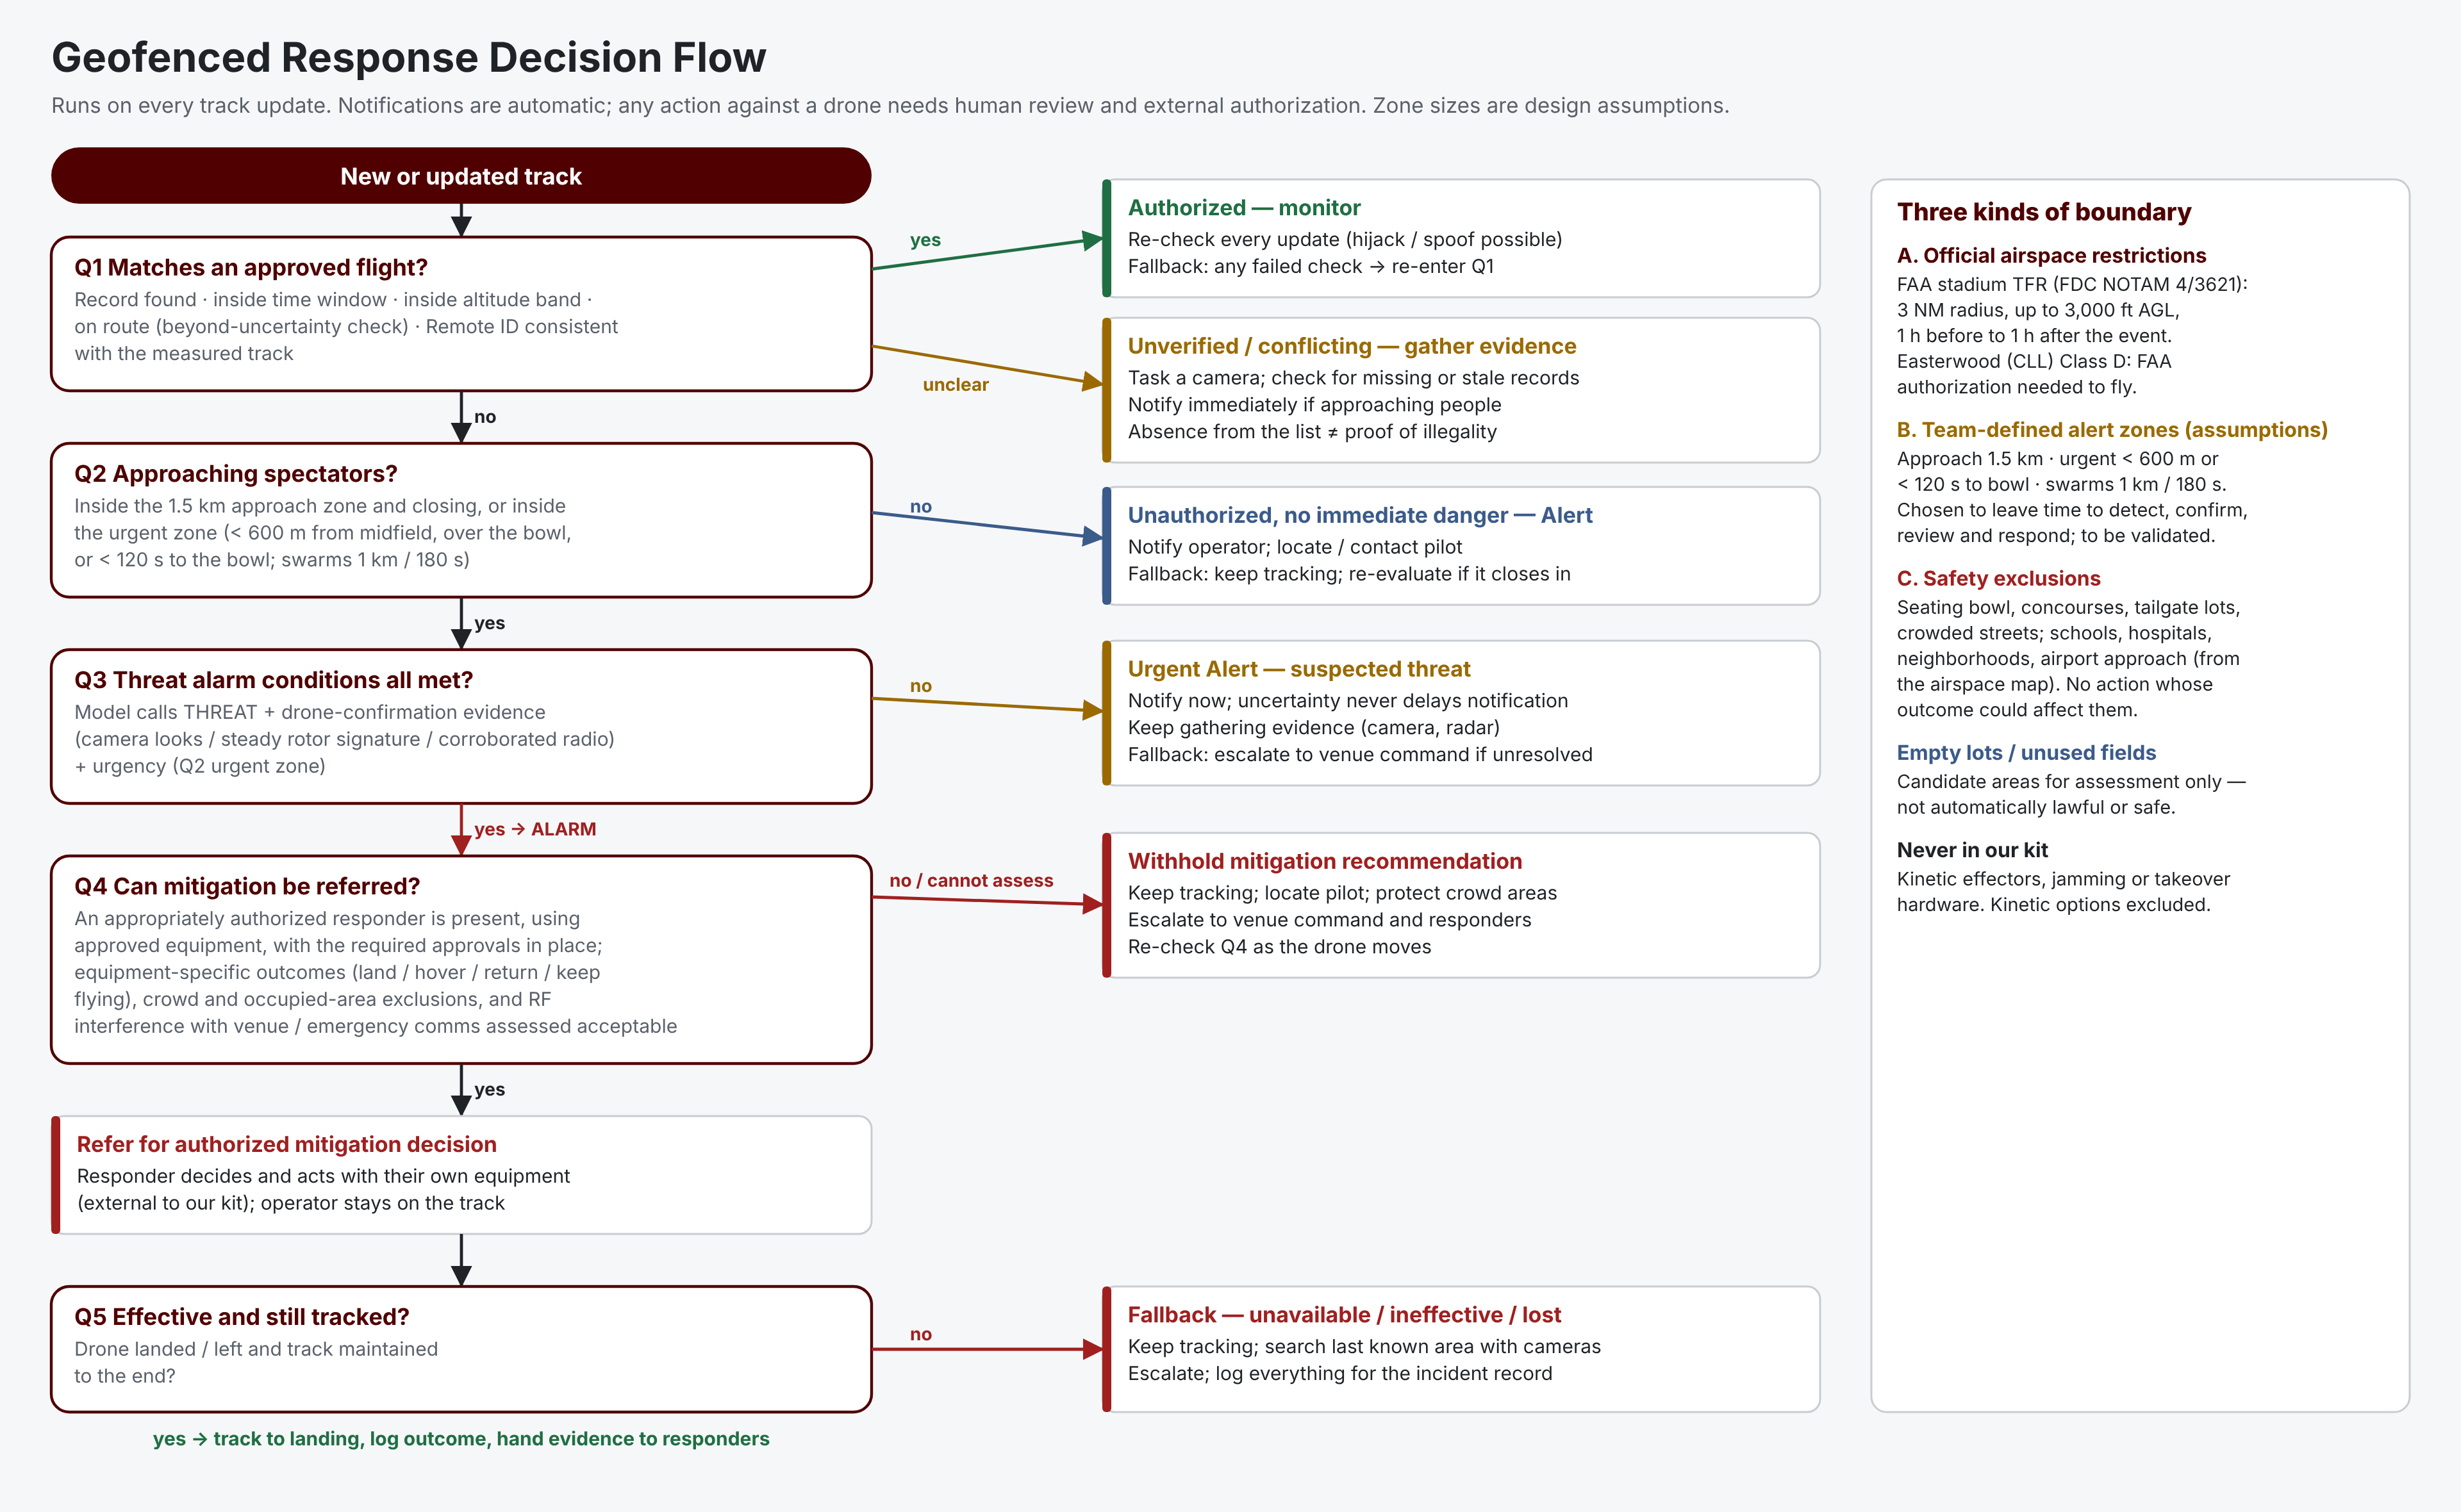 Geofenced Response Decision Flow
Runs on every track update. Notifications are automatic; any action against a drone needs human review and external authorization. Zone sizes are design assumptions.
New or updated track
Q1 Matches an approved flight?
Record found · inside time window · inside altitude band ·
on route (beyond-uncertainty check) · Remote ID consistent
with the measured track
yes
Authorized — monitor
Re-check every update (hijack / spoof possible)
Fallback: any failed check → re-enter Q1
unclear
Unverified / conflicting — gather evidence
Task a camera; check for missing or stale records
Notify immediately if approaching people
Absence from the list ≠ proof of illegality
no
Q2 Approaching spectators?
Inside the 1.5 km approach zone and closing, or inside
the urgent zone (< 600 m from midfield, over the bowl,
or < 120 s to the bowl; swarms 1 km / 180 s)
no
Unauthorized, no immediate danger — Alert
Notify operator; locate / contact pilot
Fallback: keep tracking; re-evaluate if it closes in
yes
Q3 Threat alarm conditions all met?
Model calls THREAT + drone-confirmation evidence
(camera looks / steady rotor signature / corroborated radio)
+ urgency (Q2 urgent zone)
no
Urgent Alert — suspected threat
Notify now; uncertainty never delays notification
Keep gathering evidence (camera, radar)
Fallback: escalate to venue command if unresolved
yes → ALARM
Q4 Can mitigation be referred?
An appropriately authorized responder is present, using
approved equipment, with the required approvals in place;
equipment-specific outcomes (land / hover / return / keep
flying), crowd and occupied-area exclusions, and RF
interference with venue / emergency comms assessed acceptable
no / cannot assess
Withhold mitigation recommendation
Keep tracking; locate pilot; protect crowd areas
Escalate to venue command and responders
Re-check Q4 as the drone moves
yes
Refer for authorized mitigation decision
Responder decides and acts with their own equipment
(external to our kit); operator stays on the track
Q5 Effective and still tracked?
Drone landed / left and track maintained
to the end?
no
Fallback — unavailable / ineffective / lost
Keep tracking; search last known area with cameras
Escalate; log everything for the incident record
yes → track to landing, log outcome, hand evidence to responders
Three kinds of boundary
A. Official airspace restrictions
FAA stadium TFR (FDC NOTAM 4/3621):
3 NM radius, up to 3,000 ft AGL,
1 h before to 1 h after the event.
Easterwood (CLL) Class D: FAA
authorization needed to fly.
B. Team-defined alert zones (assumptions)
Approach 1.5 km · urgent < 600 m or
< 120 s to bowl · swarms 1 km / 180 s.
Chosen to leave time to detect, confirm,
review and respond; to be validated.
C. Safety exclusions
Seating bowl, concourses, tailgate lots,
crowded streets; schools, hospitals,
neighborhoods, airport approach (from
the airspace map). No action whose
outcome could affect them.
Empty lots / unused fields
Candidate areas for assessment only —
not automatically lawful or safe.
Never in our kit
Kinetic effectors, jamming or takeover
hardware. Kinetic options excluded.